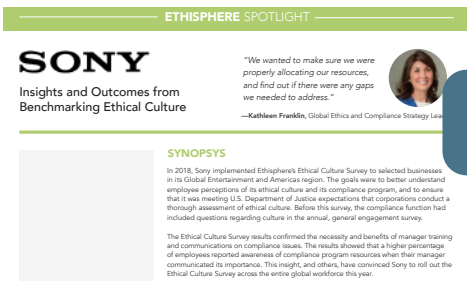 ETHISPHERE SPOTLIGHT
SONY
Insights and Outcomes from
Benchmarking Ethical Culture
"We wanted to make sure we were
properly allocating our resources,
and find out if there were any gaps
we needed to address."
—Kathleen Franklin, Global Ethics and Compliance Strategy
SYNOPSYS
In 2018, Sony implemented Ethisphere's Ethical Culture Survey to selected businesses
in its Global Entertainment and Americas region. The goals were to better understand
employee perceptions of its ethical culture and its compliance program, and to ensure
that it was meeting U.S. Department of Justice expectations that corporations conduct a
thorough assessment of ethical culture. Before this survey, the compliance function had
included questions regarding culture in the annual, general engagement survey.
The Ethical Culture Survey results confirmed the necessity and benefits of manager training
and communications on compliance issues. The results showed that a higher percentage
of employees reported awareness of compliance program resources when their manager
communicated its importance. This insight, and others, have convinced Sony to roll out the
Ethical Culture Survey across the entire global workforce this year.